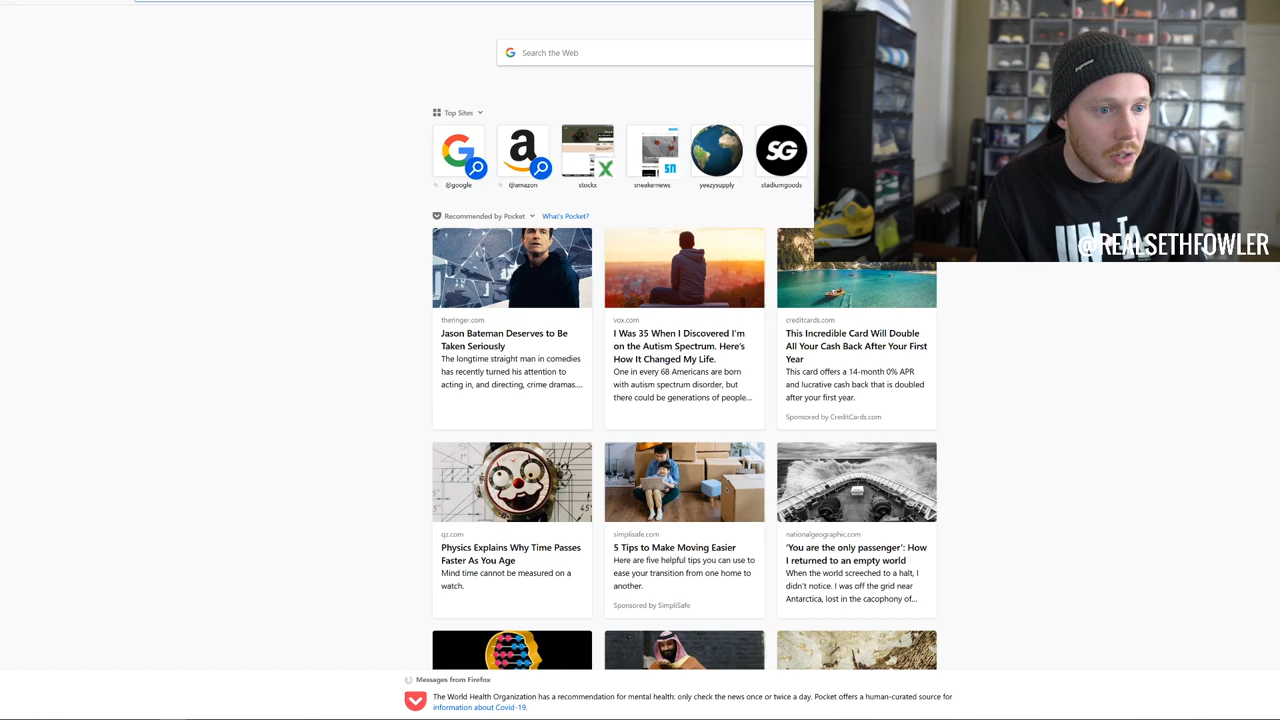 Search the Web
Top Sites
@google
@amazon
stockx
sneakernews
yeezysupply
stadiumgoods
a
SG
sn
Supreme
@REALSETHFOWLER
Recommended by Pocket
What's Pocket?
theringer.com
Jason Bateman Deserves to Be
Taken Seriously
The longtime straight man in comedies
has recently turned his attention to
acting in, and directing, crime dramas....
vox.com
I Was 35 When I Discovered I'm
on the Autism Spectrum. Here's
How It Changed My Life.
One in every 68 Americans are born
with autism spectrum disorder, but
there could be generations of people...
creditcards.com
This Incredible Card Will Double
All Your Cash Back After Your First
Year
This card offers a 14-month 0% APR
and lucrative cash back that is doubled
after your first year.
Sponsored by CreditCards.com
qz.com
Physics Explains Why Time Passes
Faster As You Age
Mind time cannot be measured on a
watch.
simplisafe.com
5 Tips to Make Moving Easier
Here are five helpful tips you can use to
ease your transition from one home to
another.
Sponsored by SimpliSafe
nationalgeographic.com
‘You are the only passenger’: How
I returned to an empty world
When the world screeched to a halt, I
didn’t notice. I was off the grid near
Antarctica, lost in the cacophony of...
Messages from Firefox
The World Health Organization has a recommendation for mental health: only check the news once or twice a day. Pocket offers a human-curated source for
information about Covid-19.